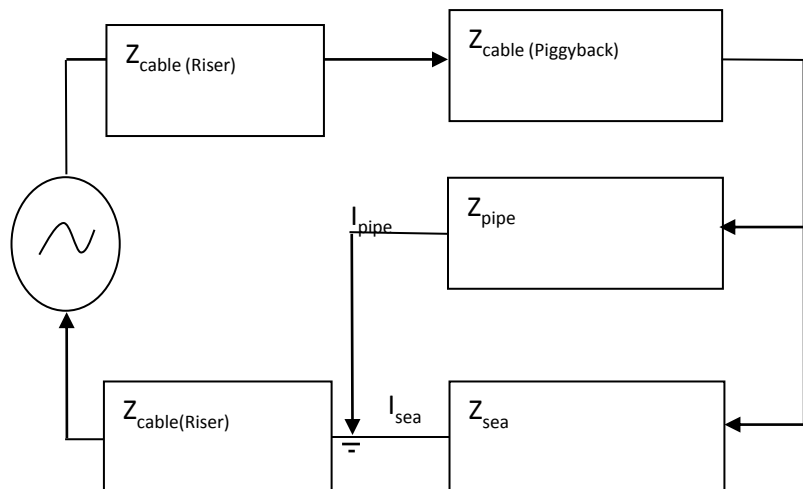 Zcable (Riser)
Zcable (Piggyback)
Ipipe
Zpipe
Zcable(Riser)
Isea
Zsea